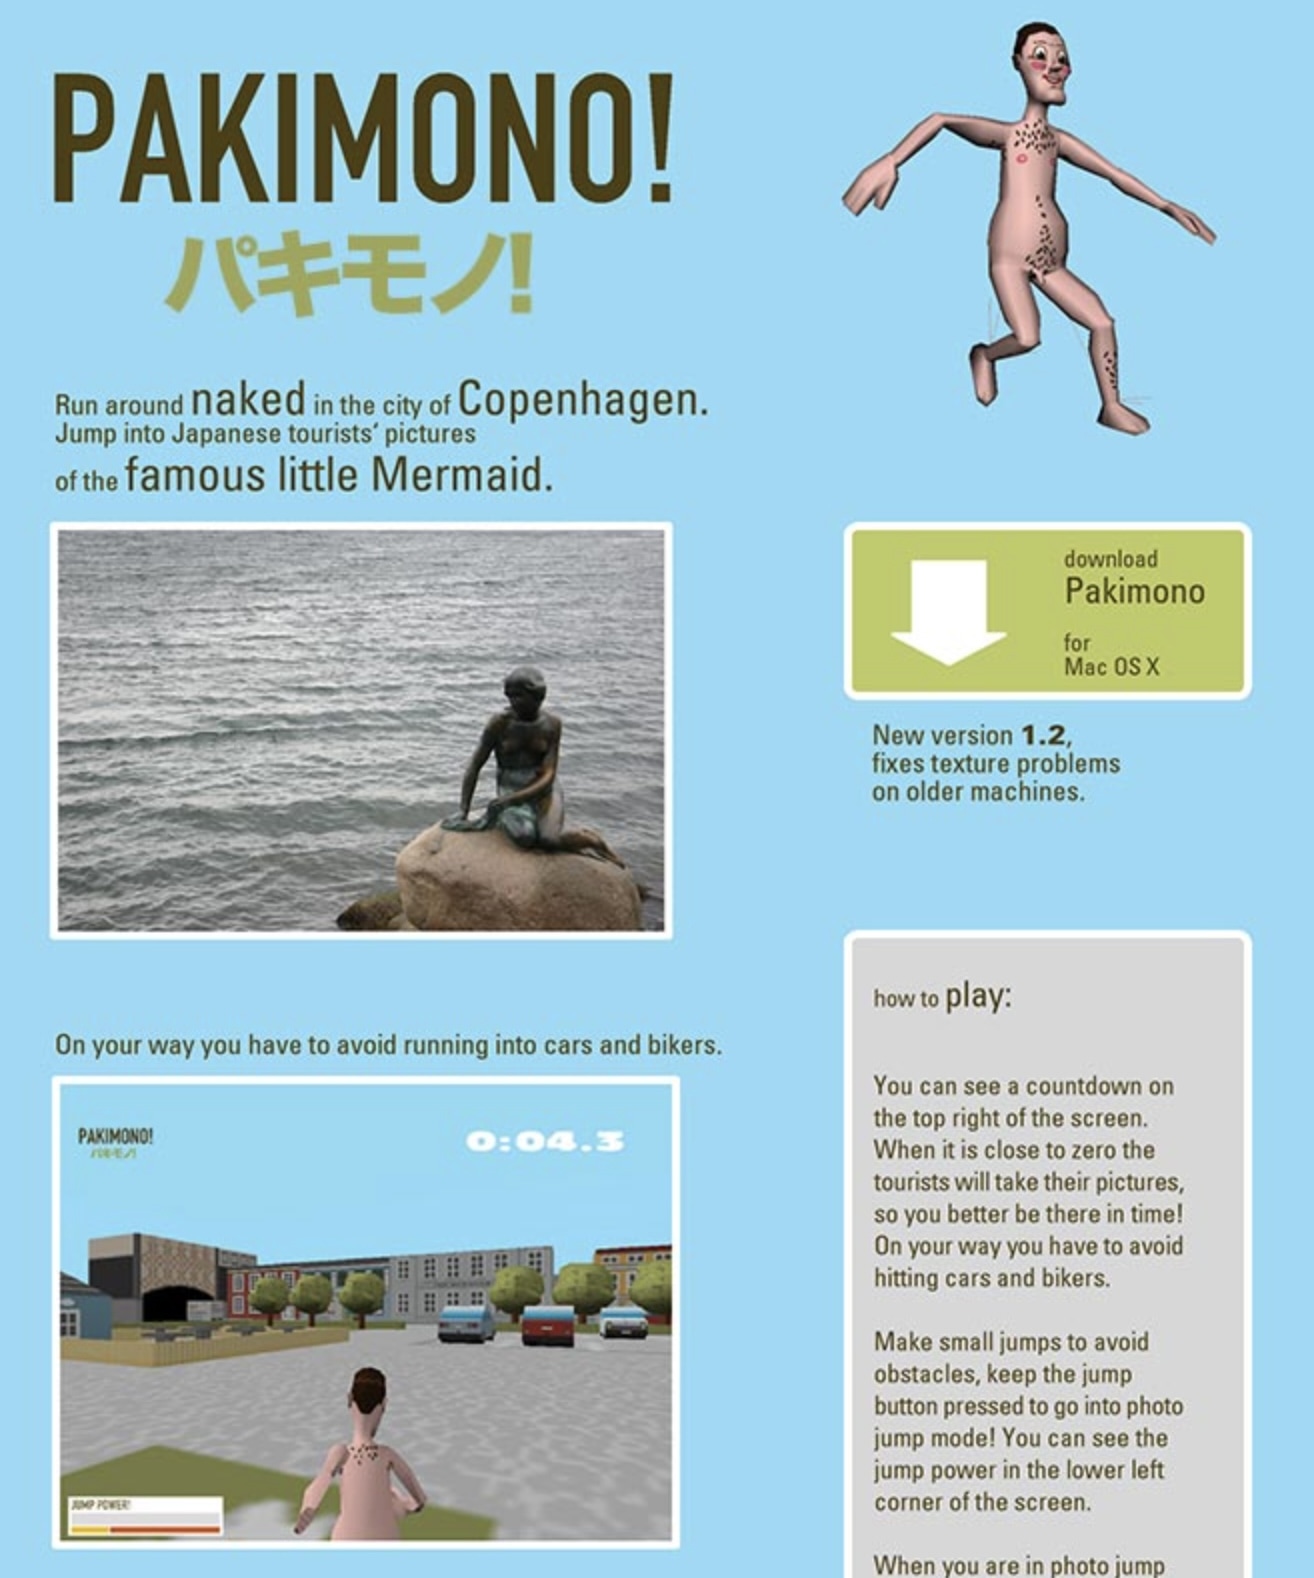 PAKIMONO!
パキモノ!
Run around naked in the city of Copenhagen.
Jump into Japanese tourists' pictures
of the famous little Mermaid.
download
Pakimono
for
Mac OS X
New version 1.2,
fixes texture problems
on older machines.
On your way you have to avoid running into cars and bikers.
PAKIMONO!
パキモノ!
0:04.3
JUMP POWER!
how to play:
You can see a countdown on
the top right of the screen.
When it is close to zero the
tourists will take their pictures,
so you better be there in time!
On your way you have to avoid
hitting cars and bikers.
Make small jumps to avoid
obstacles, keep the jump
button pressed to go into photo
jump mode! You can see the
jump power in the lower left
corner of the screen.
When you are in photo jump